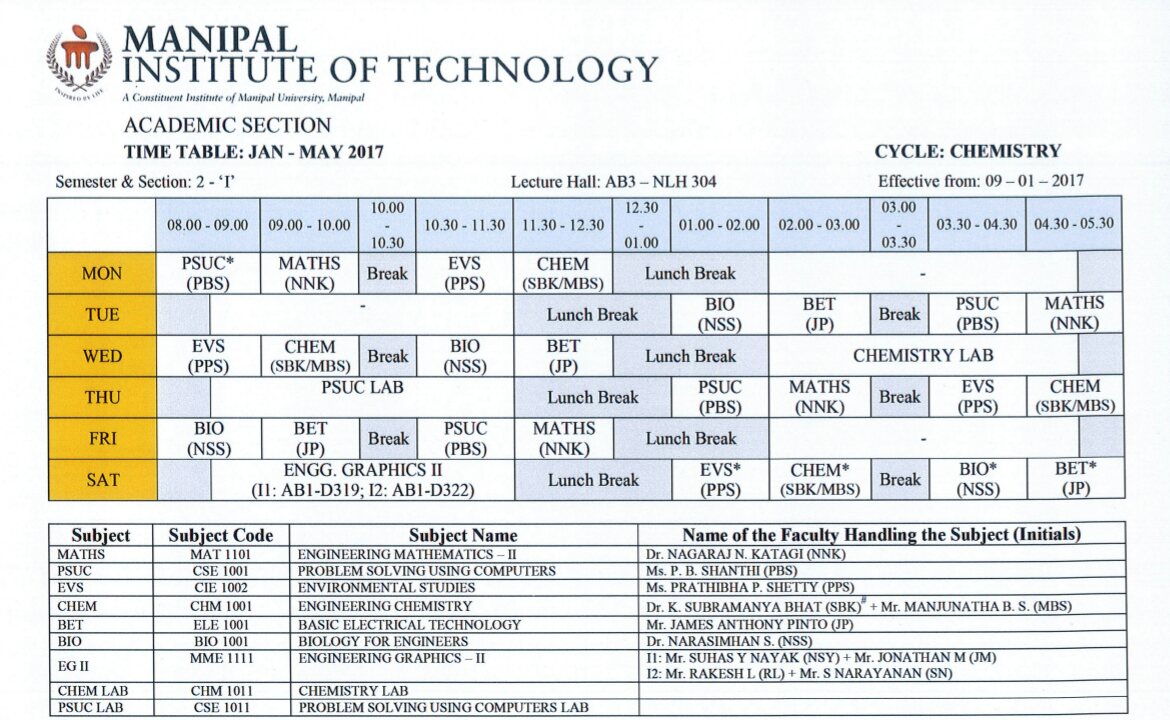 MANIPAL
INSTITUTE OF TECHNOLOGY
INSPIRED BY LIFE
A Constituent Institute of Manipal University, Manipal
ACADEMIC SECTION
TIME TABLE: JAN - MAY 2017 CYCLE: CHEMISTRY
Semester & Section: 2 - ‘I’ Lecture Hall: AB3 – NLH 304 Effective from: 09 – 01 – 2017
08.00 - 09.00 09.00 - 10.00 10.00 - 10.30 10.30 - 11.30 11.30 - 12.30 12.30 - 01.00 01.00 - 02.00 02.00 - 03.00 03.00 - 03.30 03.30 - 04.30 04.30 - 05.30
MON PSUC* (PBS) MATHS (NNK) Break EVS (PPS) CHEM (SBK/MBS) Lunch Break -
TUE - Lunch Break BIO (NSS) BET (JP) Break PSUC (PBS) MATHS (NNK)
WED EVS (PPS) CHEM (SBK/MBS) Break BIO (NSS) BET (JP) Lunch Break CHEMISTRY LAB
THU PSUC LAB Lunch Break PSUC (PBS) MATHS (NNK) Break EVS (PPS) CHEM (SBK/MBS)
FRI BIO (NSS) BET (JP) Break PSUC (PBS) MATHS (NNK) Lunch Break -
SAT ENGG. GRAPHICS II (I1: AB1-D319; I2: AB1-D322) Lunch Break EVS* (PPS) CHEM* (SBK/MBS) Break BIO* (NSS) BET* (JP)
Subject Subject Code Subject Name Name of the Faculty Handling the Subject (Initials)
MATHS MAT 1101 ENGINEERING MATHEMATICS – II Dr. NAGARAJ N. KATAGI (NNK)
PSUC CSE 1001 PROBLEM SOLVING USING COMPUTERS Ms. P. B. SHANTHI (PBS)
EVS CIE 1002 ENVIRONMENTAL STUDIES Ms. PRATHIBHA P. SHETTY (PPS)
CHEM CHM 1001 ENGINEERING CHEMISTRY Dr. K. SUBRAMANYA BHAT (SBK)# + Mr. MANJUNATHA B. S. (MBS)
BET ELE 1001 BASIC ELECTRICAL TECHNOLOGY Mr. JAMES ANTHONY PINTO (JP)
BIO BIO 1001 BIOLOGY FOR ENGINEERS Dr. NARASIMHAN S. (NSS)
EG II MME 1111 ENGINEERING GRAPHICS – II I1: Mr. SUHAS Y NAYAK (NSY) + Mr. JONATHAN M (JM)
I2: Mr. RAKESH L (RL) + Mr. S NARAYANAN (SN)
CHEM LAB CHM 1011 CHEMISTRY LAB
PSUC LAB CSE 1011 PROBLEM SOLVING USING COMPUTERS LAB